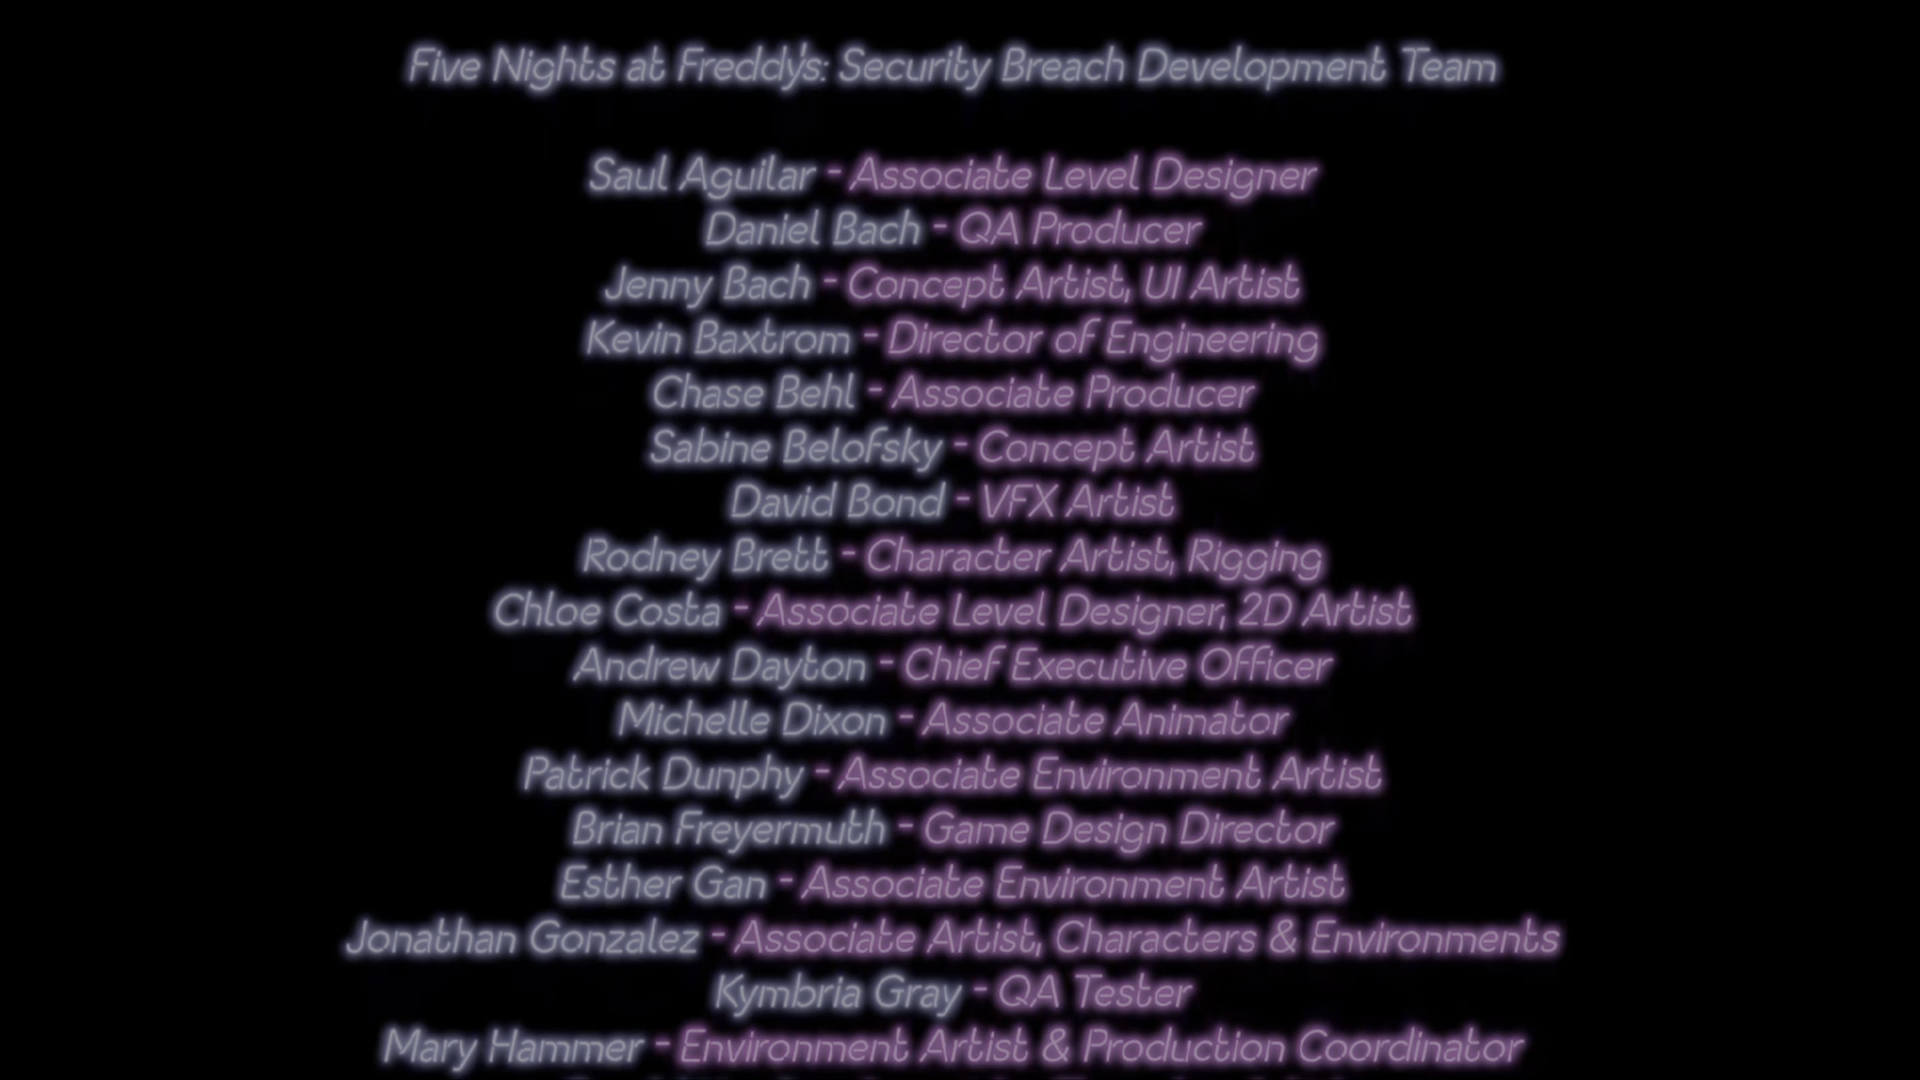 Five Nights at Freddy's: Security Breach Development Team
Saul Aguilar - Associate Level Designer
Daniel Bach - QA Producer
Jenny Bach - Concept Artist, UI Artist
Kevin Baxtrom - Director of Engineering
Chase Behl - Associate Producer
Sabine Belofsky - Concept Artist
David Bond - VFX Artist
Rodney Brett - Character Artist, Rigging
Chloe Costa - Associate Level Designer, 2D Artist
Andrew Dayton - Chief Executive Officer
Michelle Dixon - Associate Animator
Patrick Dunphy - Associate Environment Artist
Brian Freyermuth - Game Design Director
Esther Gan - Associate Environment Artist
Jonathan Gonzalez - Associate Artist, Characters & Environments
Kymbria Gray - QA Tester
Mary Hammer - Environment Artist & Production Coordinator